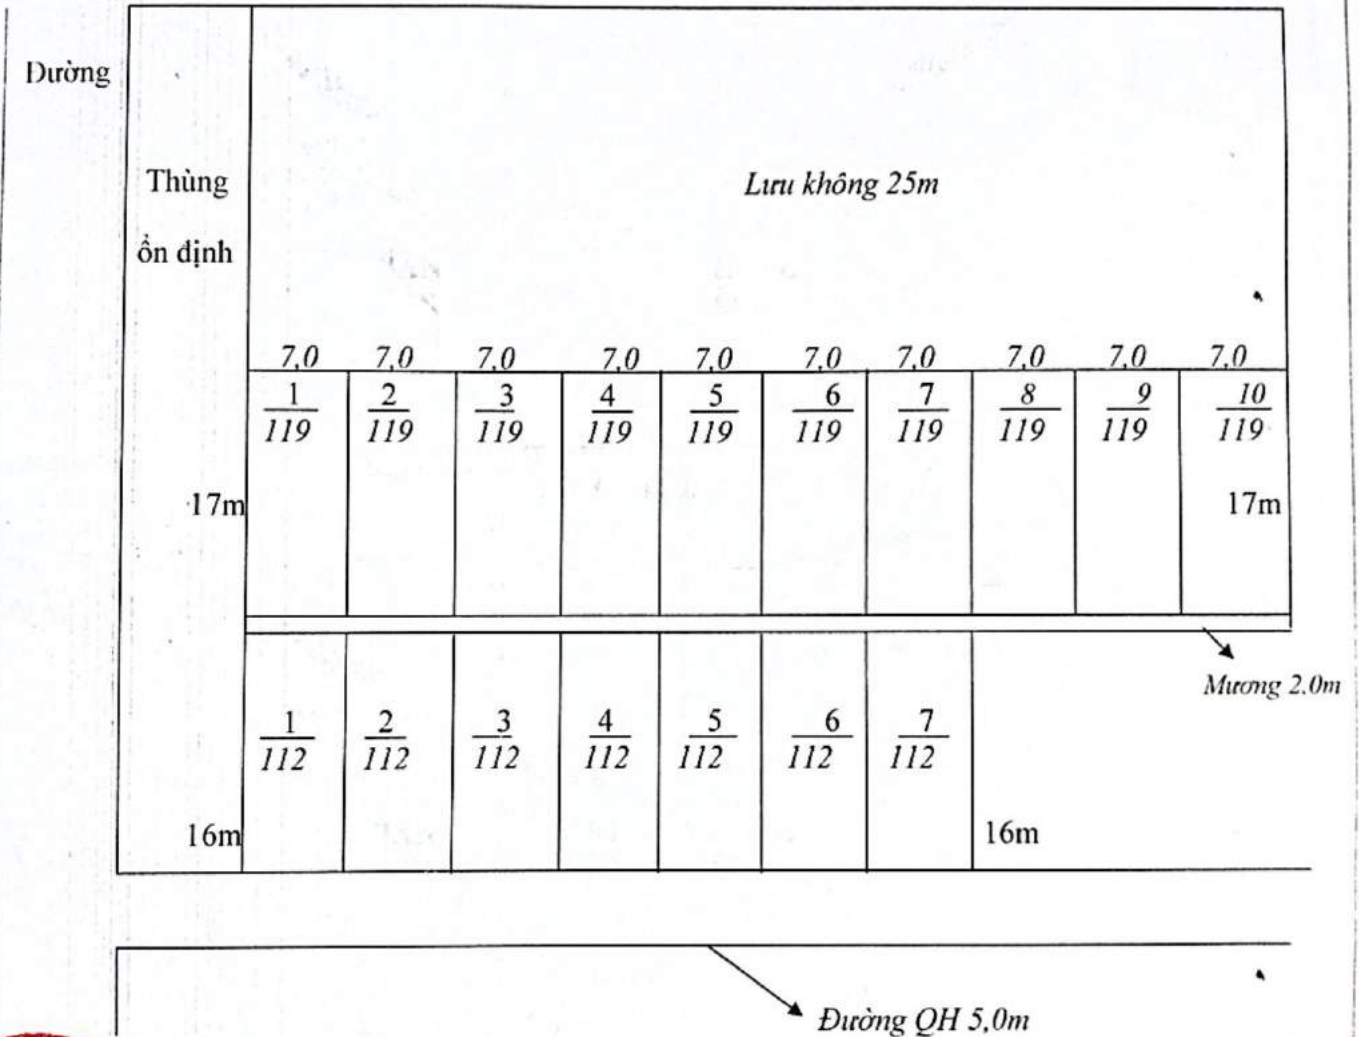 Đường
Thùng
Lưu không 25m
ổn định
7,0 7,0 7,0 7,0 7,0 7,0 7,0 7,0 7,0 7,0
1 2 3 4 5 6 7 8 9 10
119 119 119 119 119 119 119 119 119 119
17m 17m
Mương 2.0m
1 2 3 4 5 6 7
112 112 112 112 112 112 112
16m 16m
Đường QH 5,0m